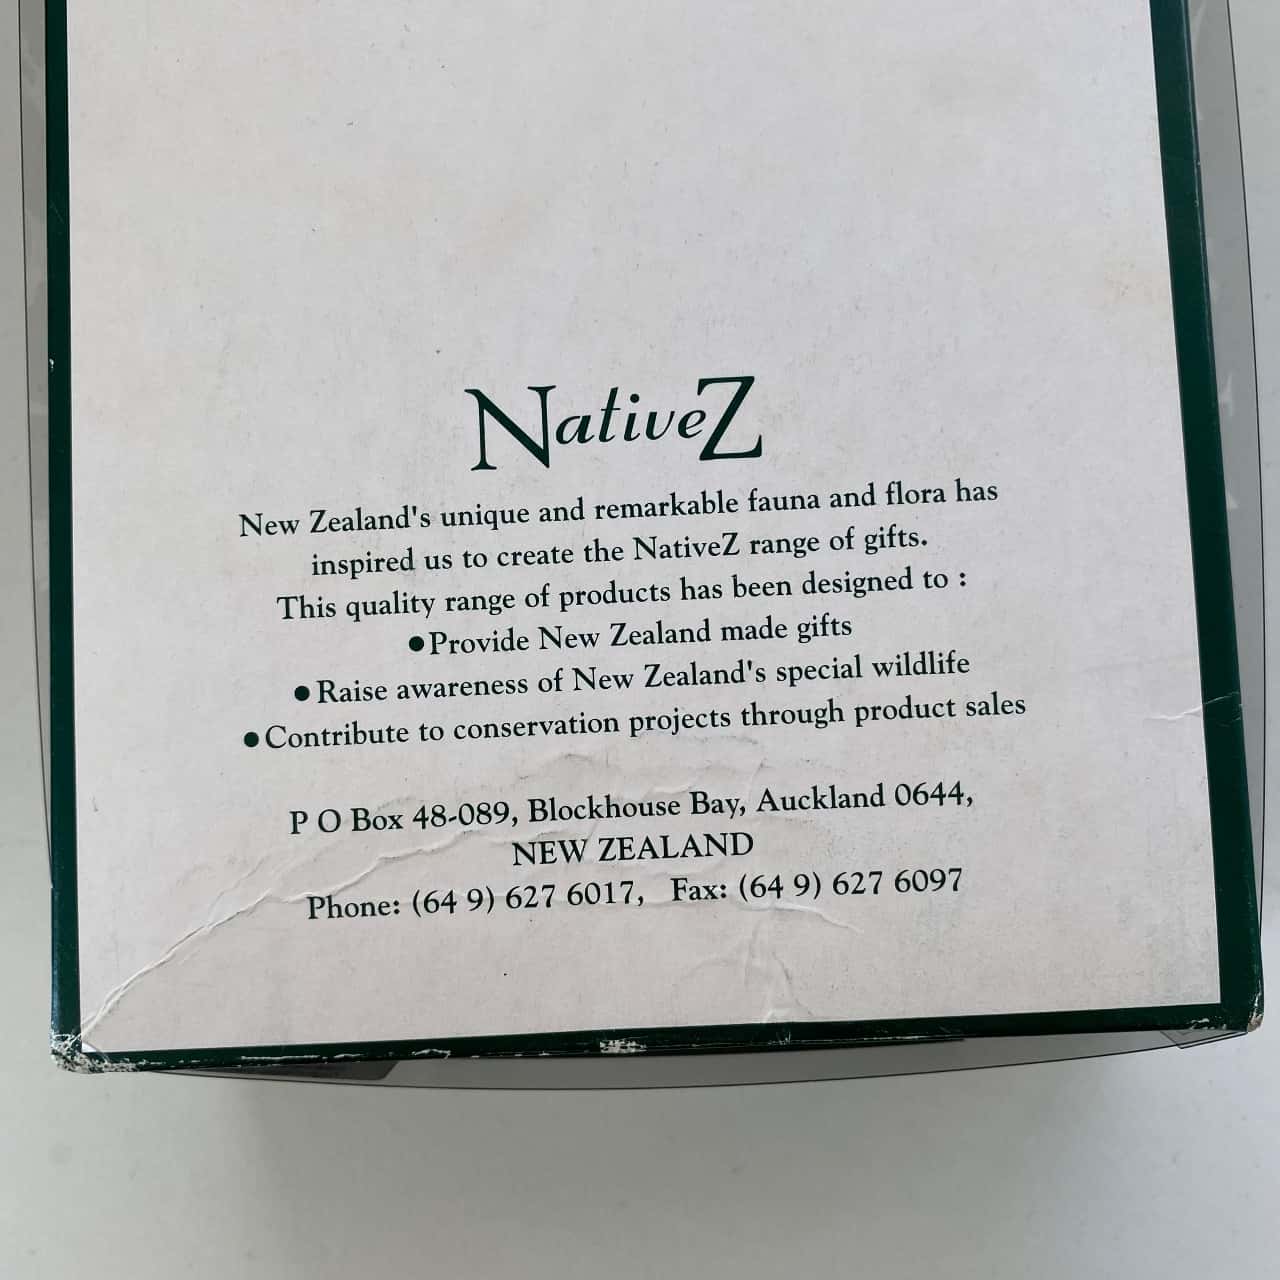 NativeZ
New Zealand's unique and remarkable fauna and flora has
inspired us to create the NativeZ range of gifts.
This quality range of products has been designed to :
●Provide New Zealand made gifts
●Raise awareness of New Zealand's special wildlife
●Contribute to conservation projects through product sales
P O Box 48-089, Blockhouse Bay, Auckland 0644,
NEW ZEALAND
Phone: (64 9) 627 6017, Fax: (64 9) 627 6097